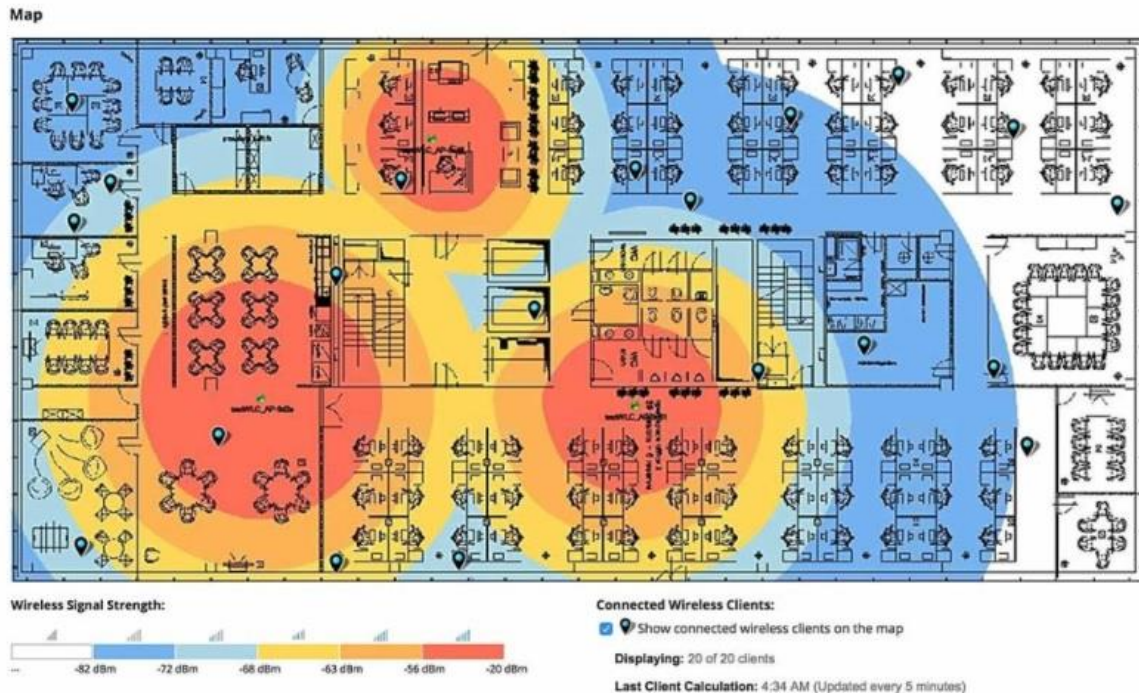 Map
Wireless Signal Strength:
... -82 dBm -72 dBm -68 dBm -63 dBm -56 dBm -20 dBm
Connected Wireless Clients:
Show connected wireless clients on the map
Displaying: 20 of 20 clients
Last Client Calculation: 4:34 AM (Updated every 5 minutes)